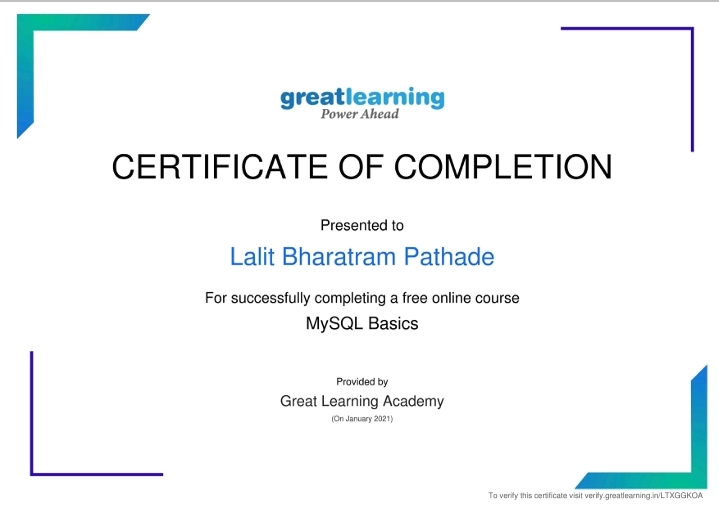 greatlearning
Power Ahead
CERTIFICATE OF COMPLETION
Presented to
Lalit Bharatram Pathade
For successfully completing a free online course
MySQL Basics
Provided by
Great Learning Academy
(On January 2021)
To verify this certificate visit verify.greatlearning.in/LTXGGKOA